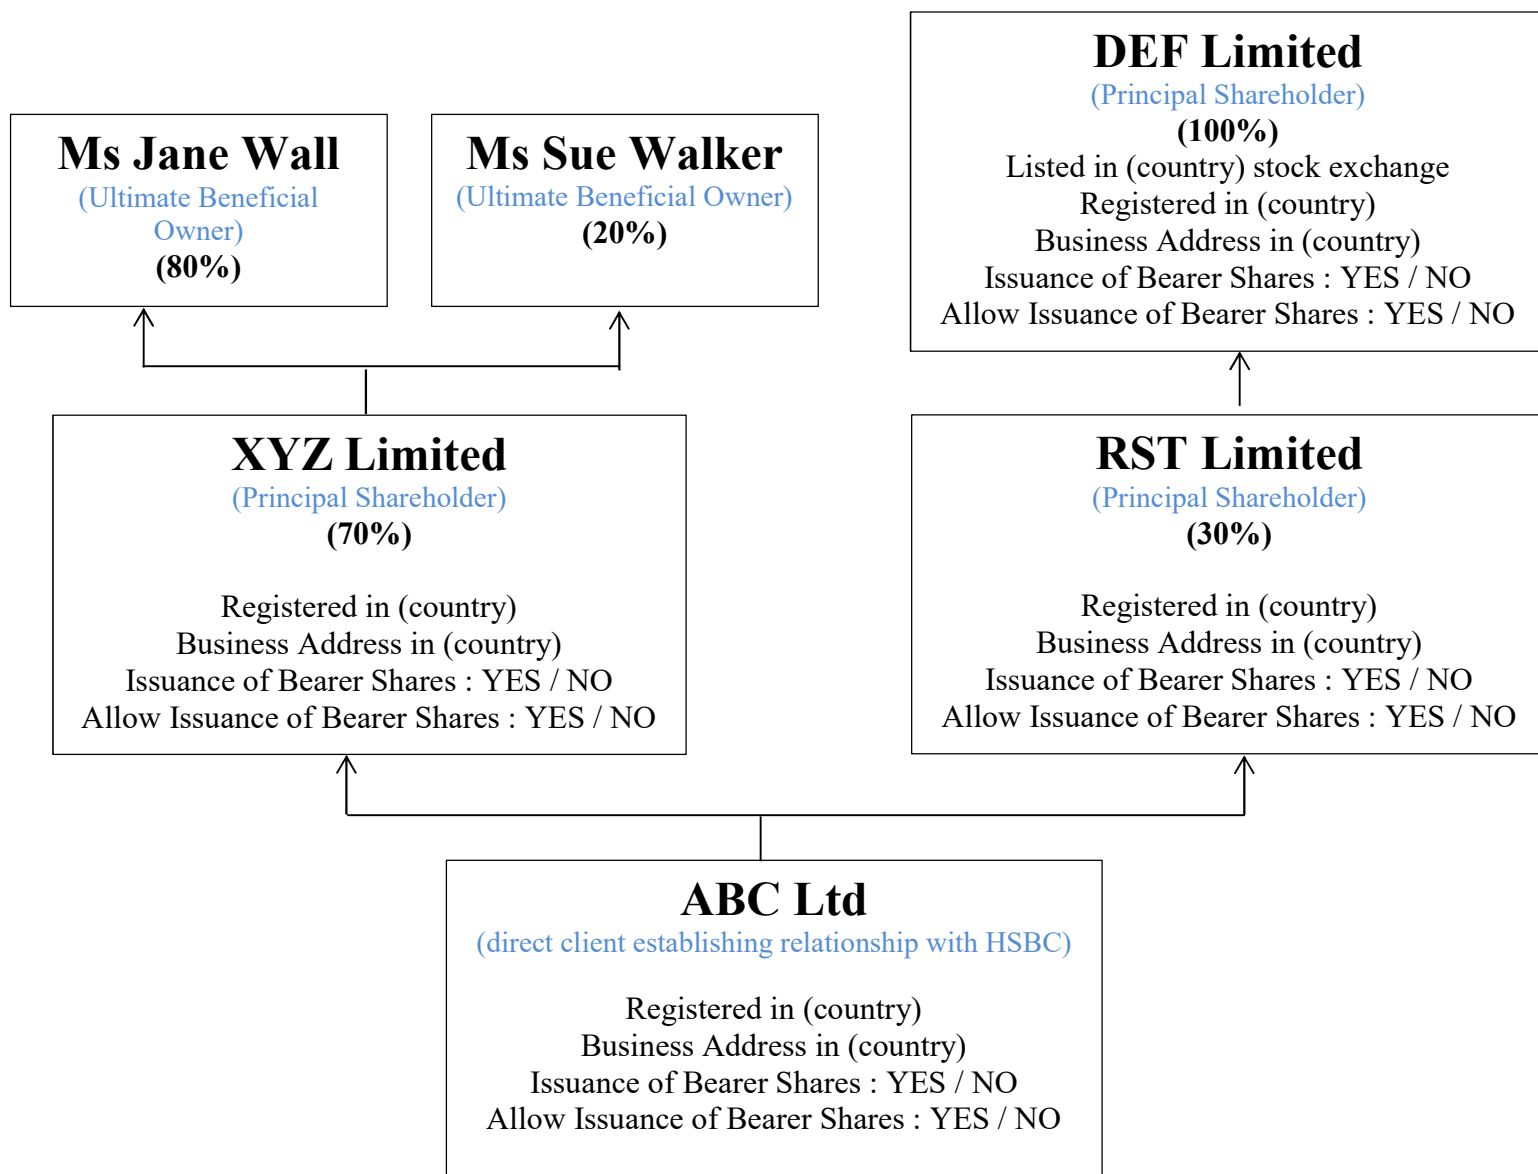 DEF Limited
(Principal Shareholder)
(100%)
Listed in (country) stock exchange
Registered in (country)
Business Address in (country)
Issuance of Bearer Shares : YES / NO
Allow Issuance of Bearer Shares : YES / NO
Ms Jane Wall
(Ultimate Beneficial
Owner)
(80%)
Ms Sue Walker
(Ultimate Beneficial Owner)
(20%)
XYZ Limited
(Principal Shareholder)
(70%)
Registered in (country)
Business Address in (country)
Issuance of Bearer Shares : YES / NO
Allow Issuance of Bearer Shares : YES / NO
RST Limited
(Principal Shareholder)
(30%)
Registered in (country)
Business Address in (country)
Issuance of Bearer Shares : YES / NO
Allow Issuance of Bearer Shares : YES / NO
ABC Ltd
(direct client establishing relationship with HSBC)
Registered in (country)
Business Address in (country)
Issuance of Bearer Shares : YES / NO
Allow Issuance of Bearer Shares : YES / NO